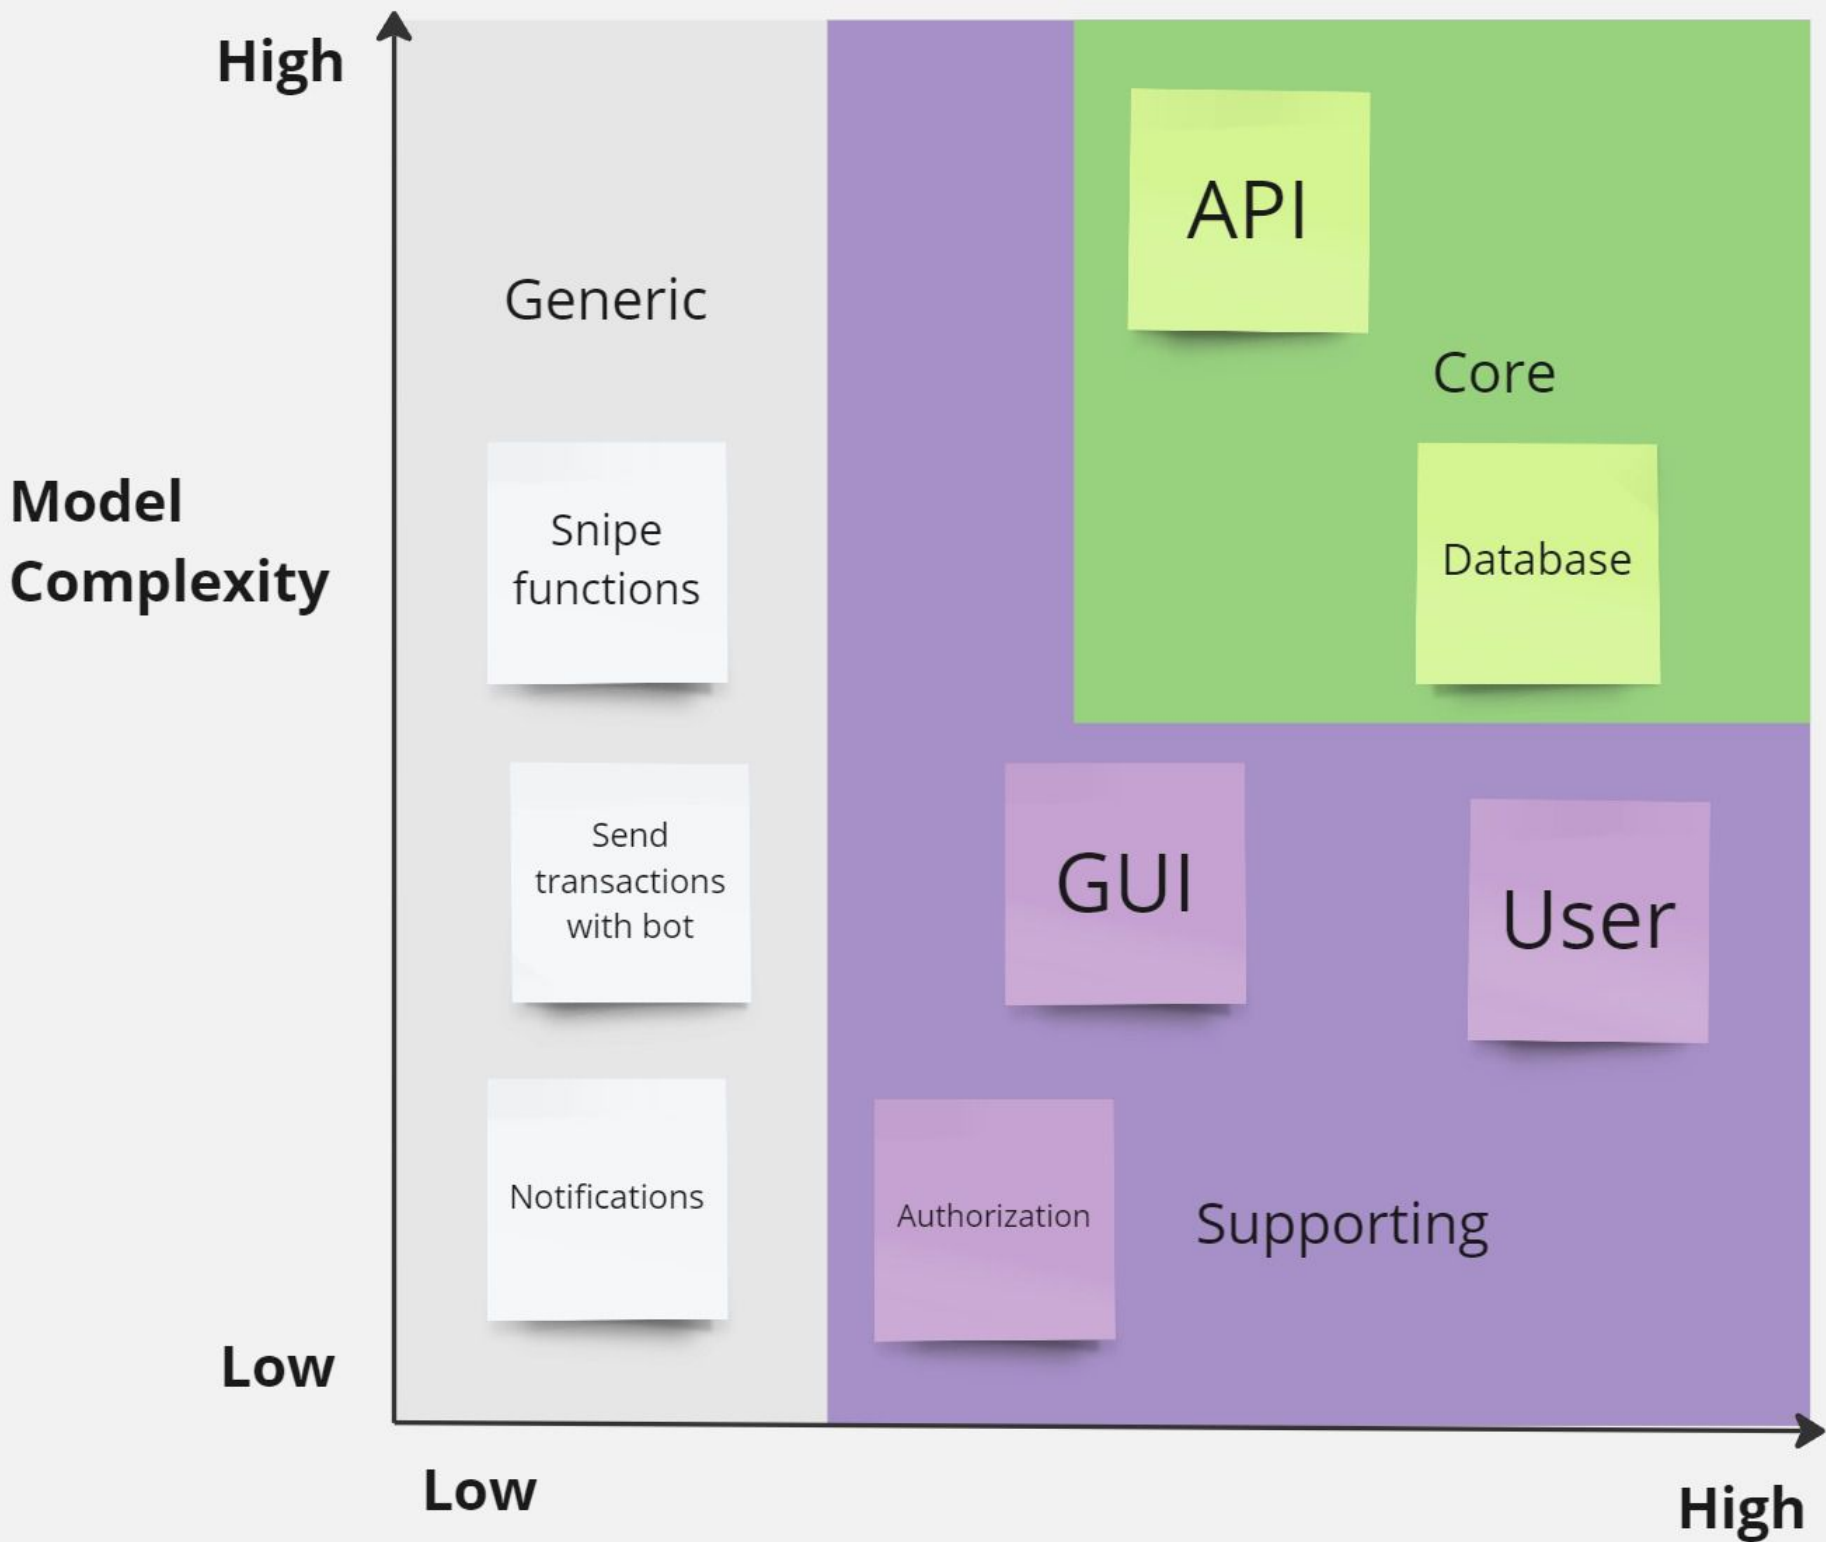 High
API
Generic
Core
Model
Complexity
Snipe
functions
Database
Send
transactions
with bot
GUI
User
Notifications
Authorization
Supporting
Low
Low
High